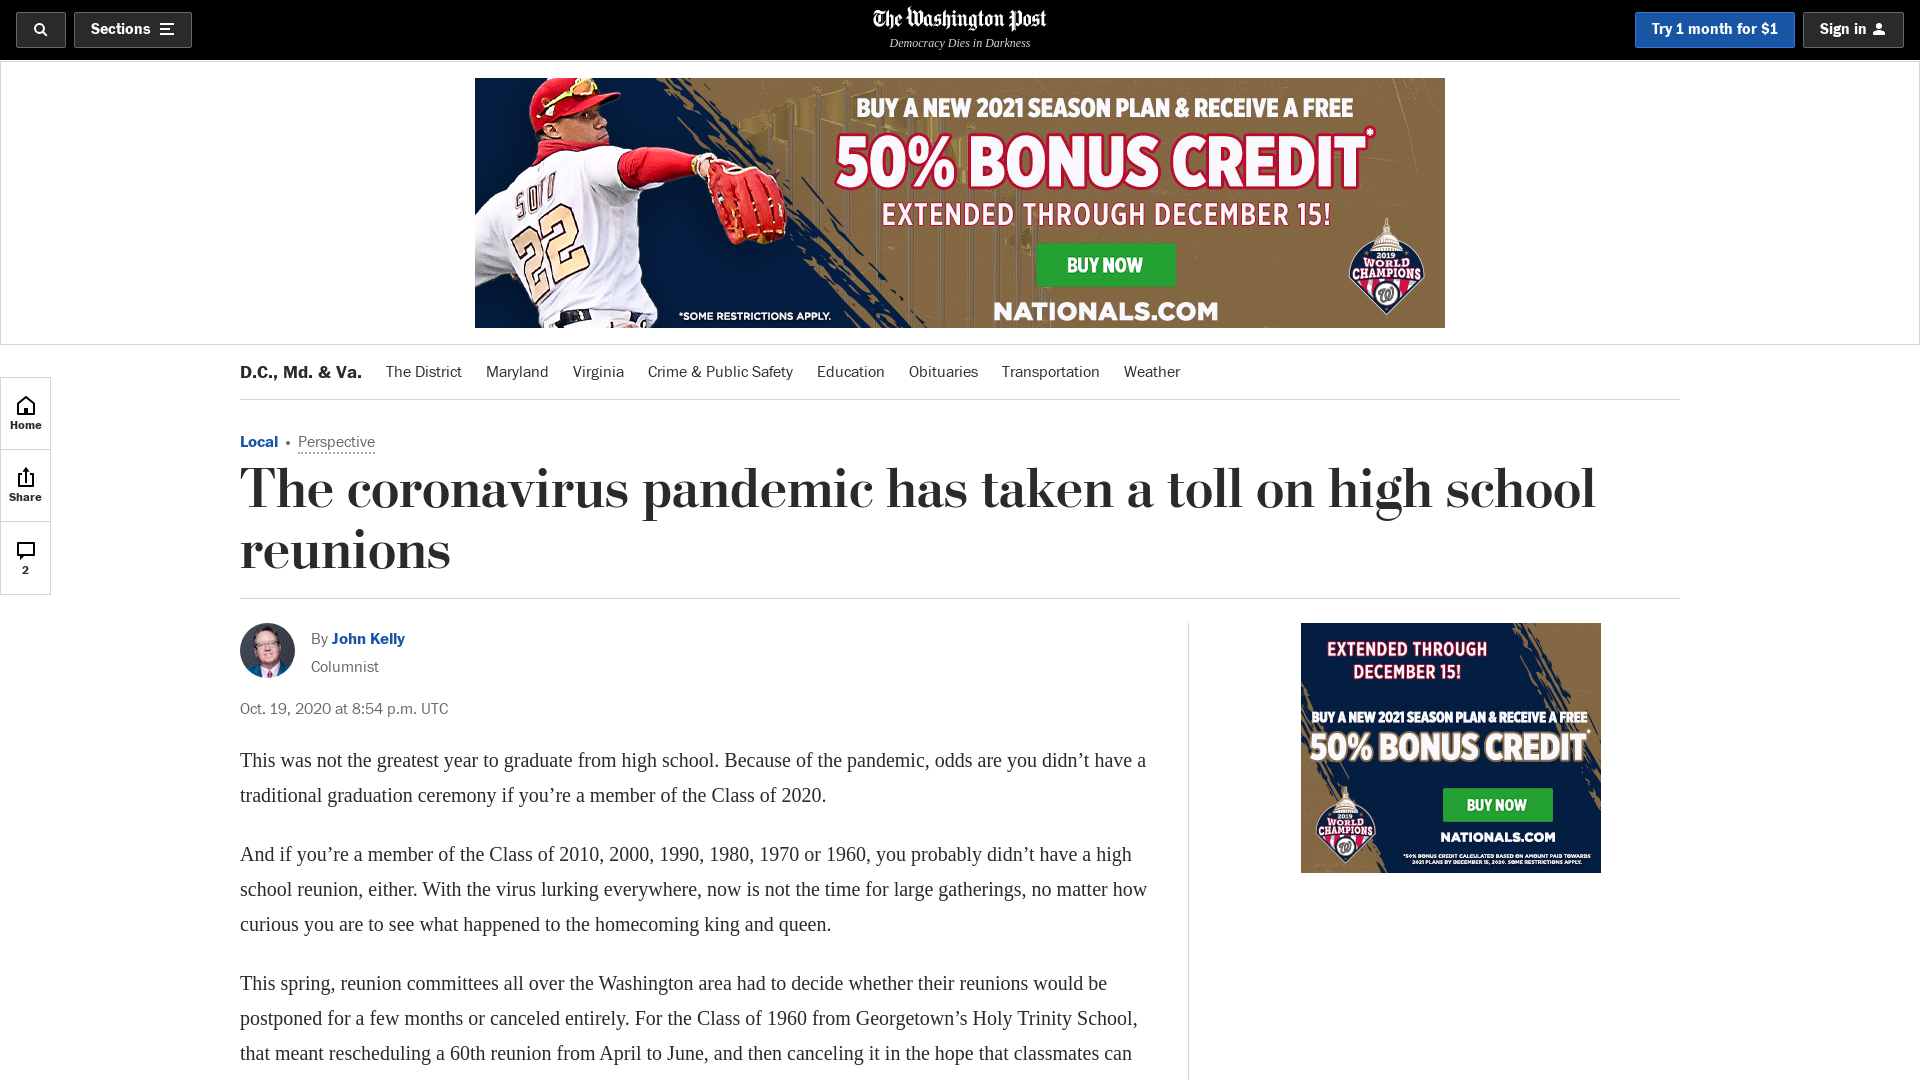 Sections
The Washington Post
Democracy Dies in Darkness
Try 1 month for $1
Sign in
BUY A NEW 2021 SEASON PLAN & RECEIVE A FREE
50% BONUS CREDIT*
EXTENDED THROUGH DECEMBER 15!
BUY NOW
NATIONALS.COM
*SOME RESTRICTIONS APPLY.
SOTO
22
2019
WORLD
CHAMPIONS
W
D.C., Md. & Va. The District Maryland Virginia Crime & Public Safety Education Obituaries Transportation Weather
Home
Share
2
Local • Perspective
The coronavirus pandemic has taken a toll on high school
reunions
By John Kelly
Columnist
Oct. 19, 2020 at 8:54 p.m. UTC
This was not the greatest year to graduate from high school. Because of the pandemic, odds are you didn’t have a
traditional graduation ceremony if you’re a member of the Class of 2020.
And if you’re a member of the Class of 2010, 2000, 1990, 1980, 1970 or 1960, you probably didn’t have a high
school reunion, either. With the virus lurking everywhere, now is not the time for large gatherings, no matter how
curious you are to see what happened to the homecoming king and queen.
This spring, reunion committees all over the Washington area had to decide whether their reunions would be
postponed for a few months or canceled entirely. For the Class of 1960 from Georgetown’s Holy Trinity School,
that meant rescheduling a 60th reunion from April to June, and then canceling it in the hope that classmates can
EXTENDED THROUGH
DECEMBER 15!
BUY A NEW 2021 SEASON PLAN & RECEIVE A FREE
50% BONUS CREDIT*
BUY NOW
NATIONALS.COM
2019
WORLD
CHAMPIONS
W
*50% BONUS CREDIT CALCULATED BASED ON AMOUNT PAID TOWARDS
2021 PLANS BY DECEMBER 15, 2020. SOME RESTRICTIONS APPLY.